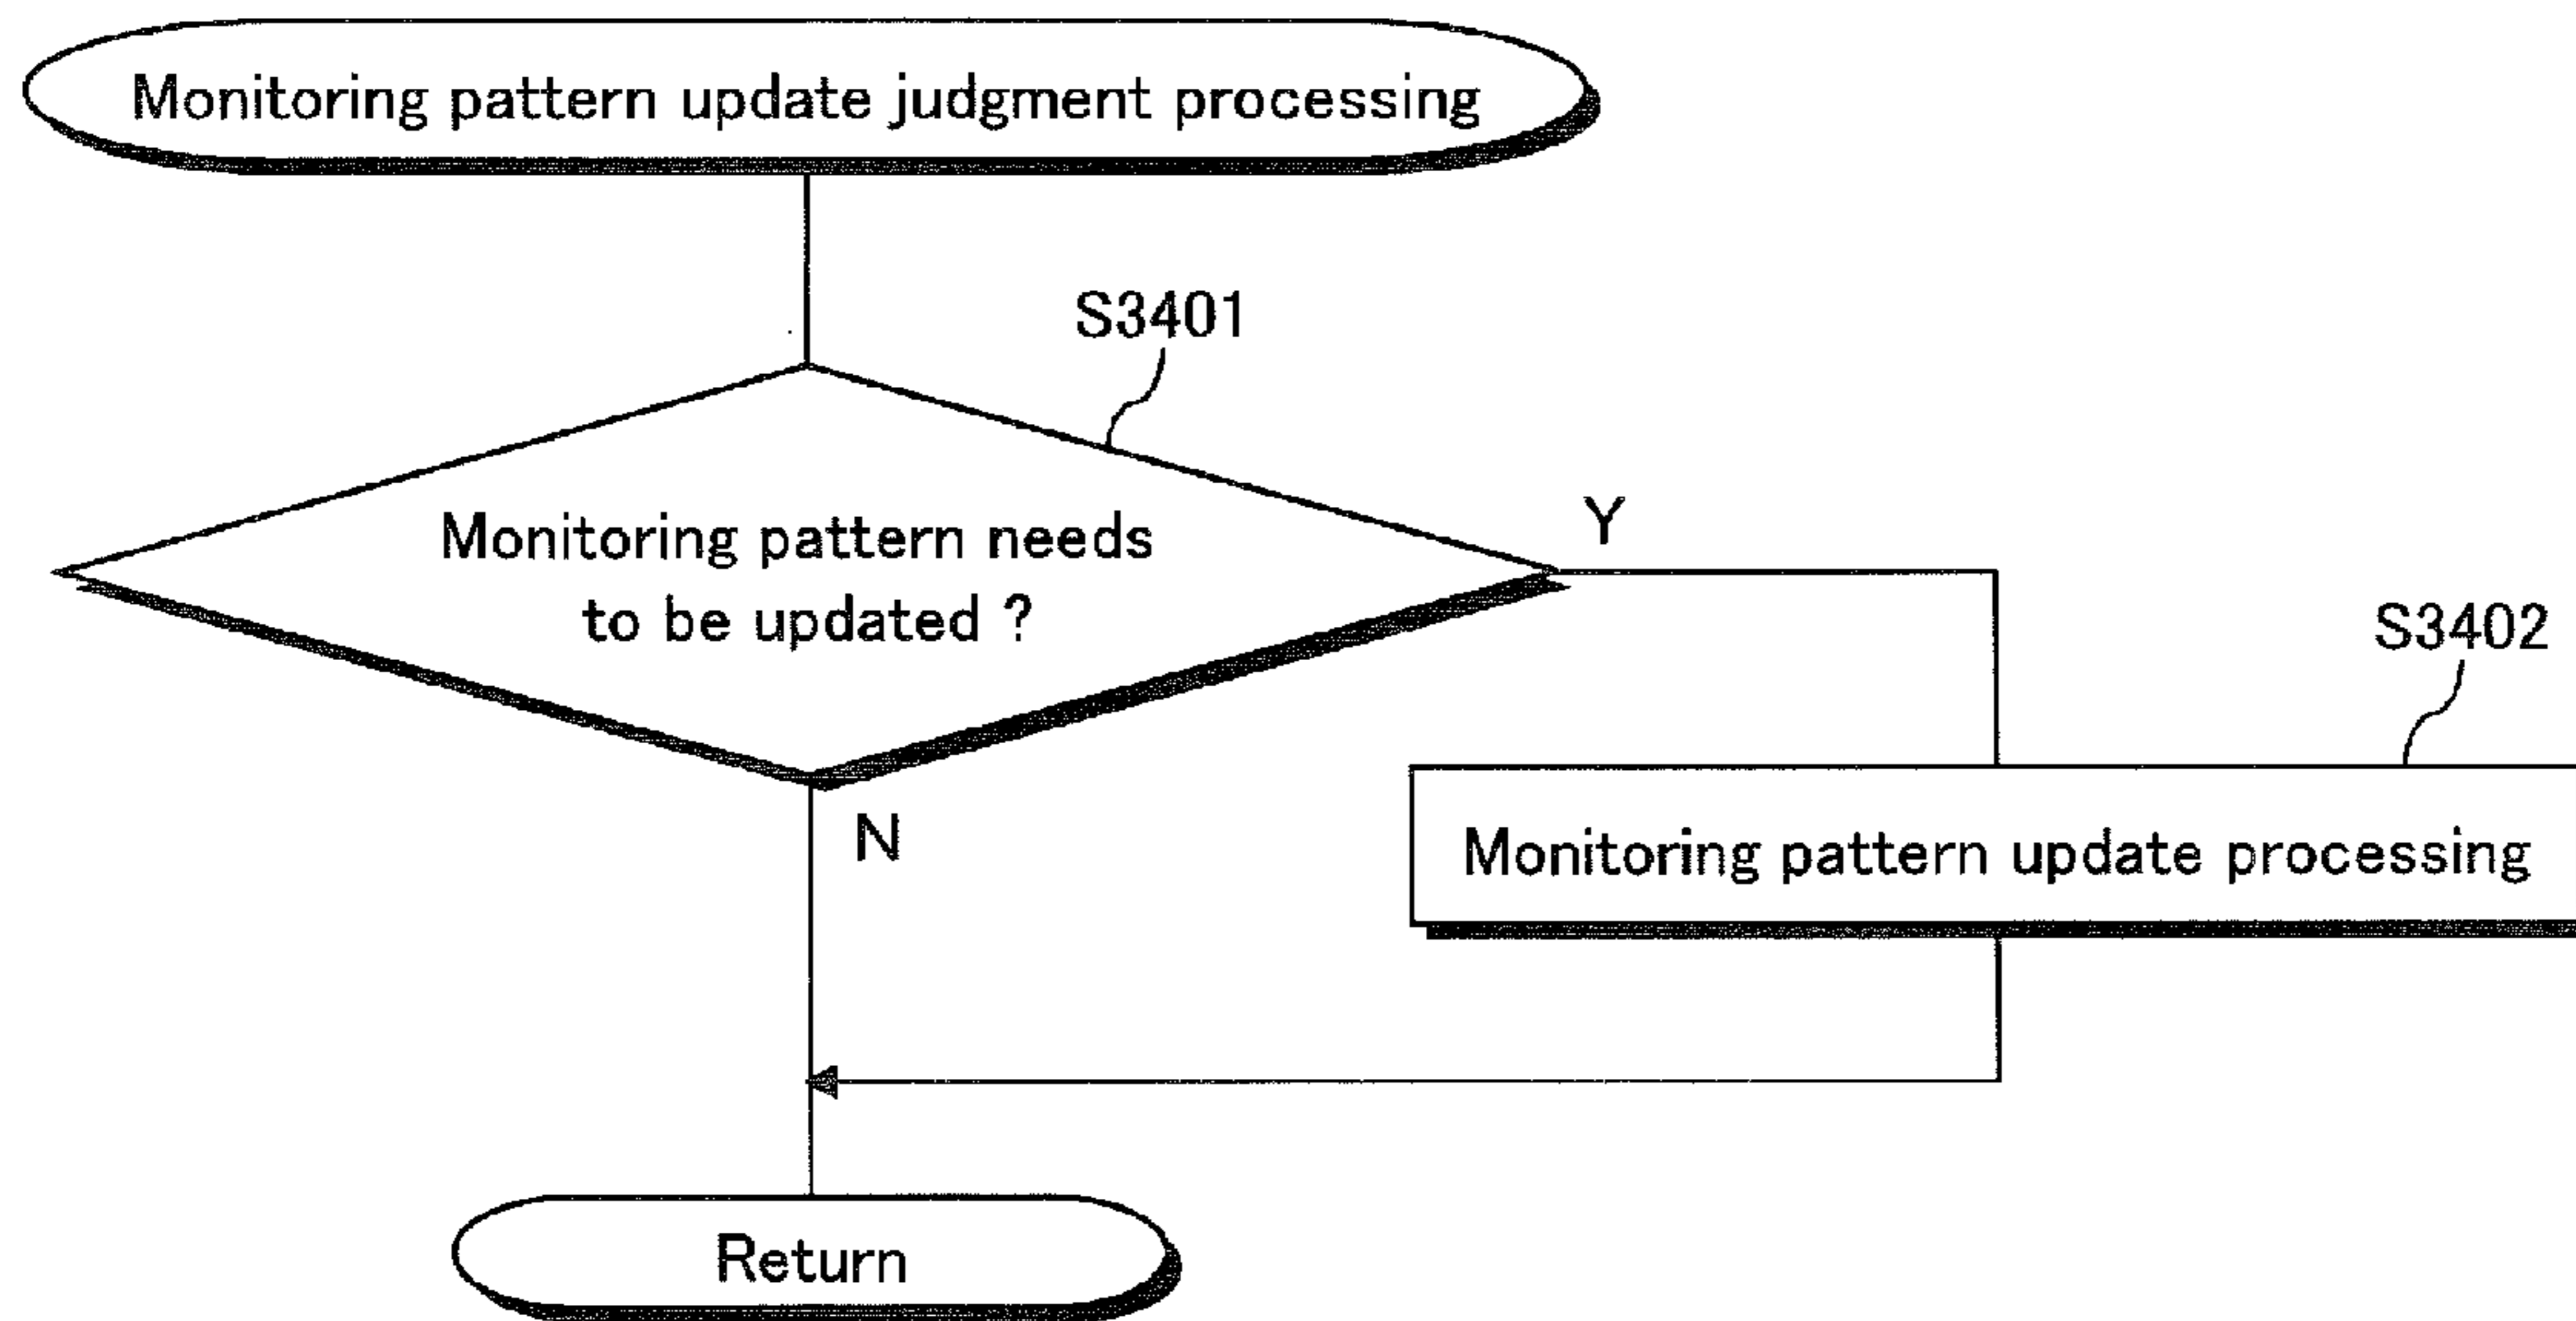 Monitoring pattern update judgment processing
S3401
Monitoring pattern needs
to be updated ?
Y
S3402
Monitoring pattern update processing
N
Return